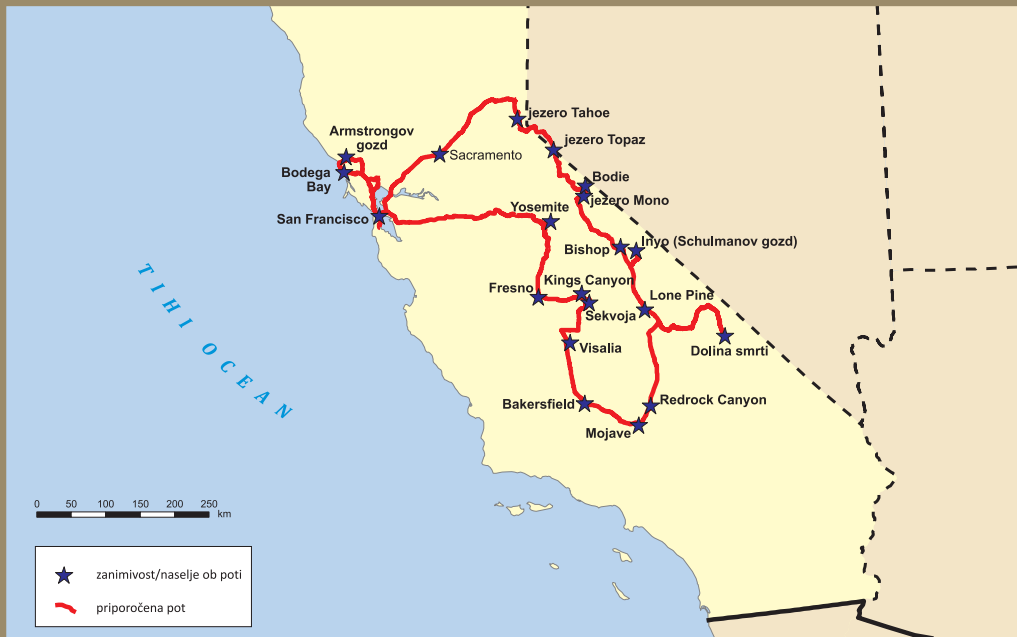 jezero Tahoe
jezero Topaz
Armstrongov
gozd
Sacramento
Bodega
Bay
Bodie
jezero Mono
Yosemite
San Francisco
Inyo (Schulmanov gozd)
Bishop
Kings Canyon
Fresno
Lone Pine
Sekvoja
Visalia
Dolina smrti
Bakersfield
Redrock Canyon
Mojave
TIHI OCEAN
0 50 100 150 200 250
km
zanimivost/naselje ob poti
priporočena pot